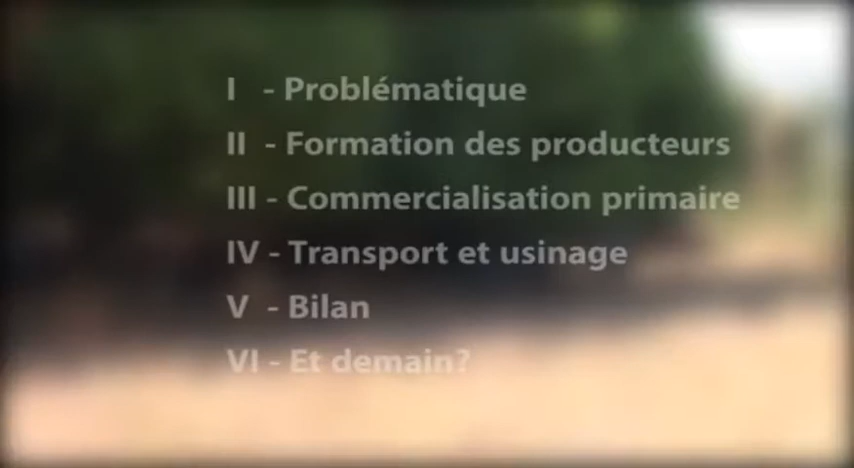 I - Problématique
II - Formation des producteurs
III - Commercialisation primaire
IV - Transport et usinage
V - Bilan
VI - Et demain?